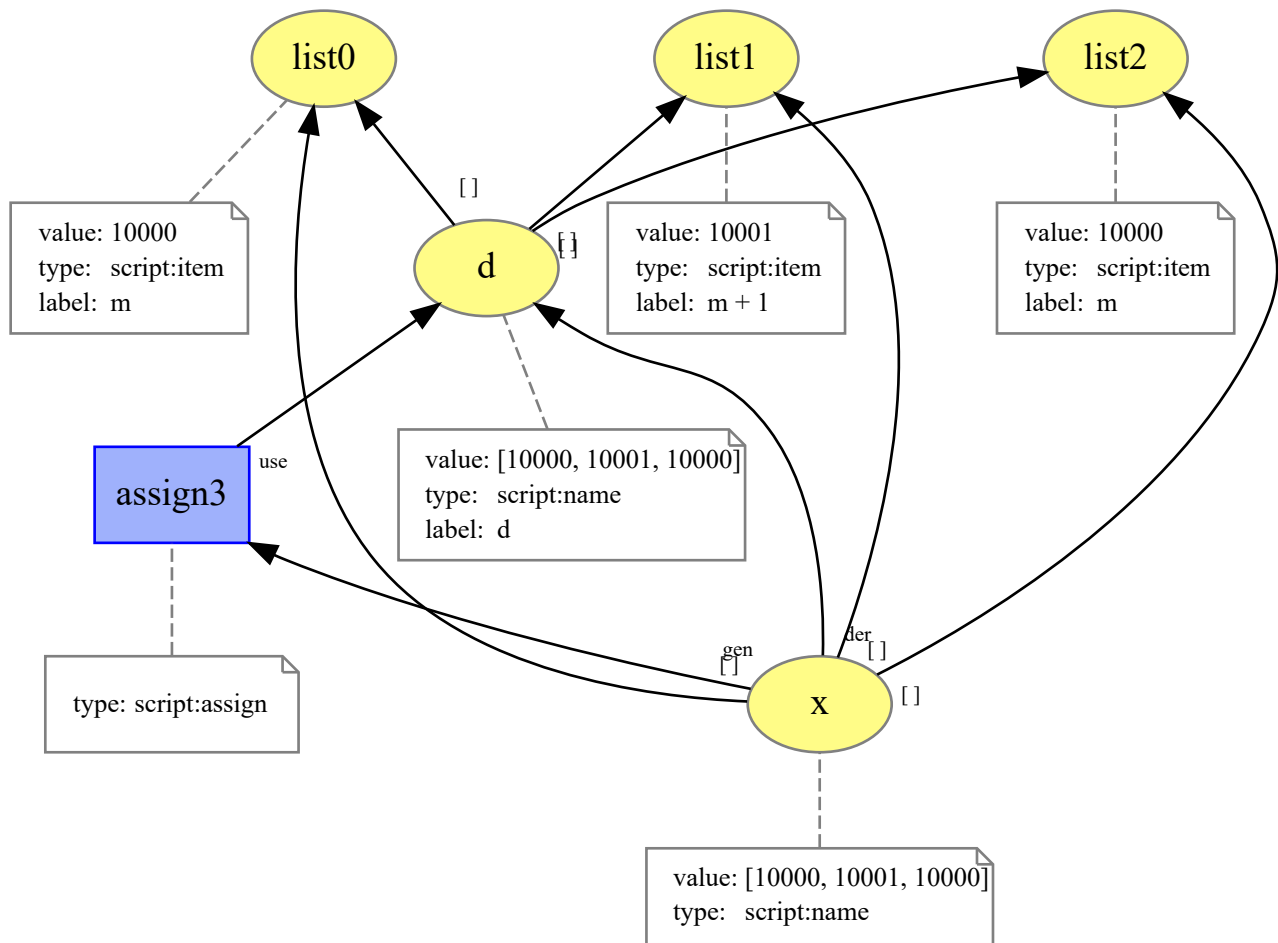 list0
list1
list2
[ ]
value: 10000
type: script:item
label: m
[ ]
[ ]
d
value: 10001
type: script:item
label: m + 1
value: 10000
type: script:item
label: m
use
assign3
value: [10000, 10001, 10000]
type: script:name
label: d
der
gen
[ ]
[ ]
[ ]
x
type: script:assign
value: [10000, 10001, 10000]
type: script:name